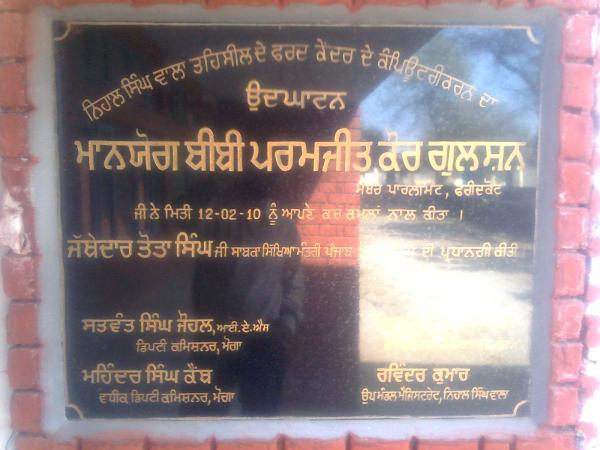 ਨਿਹਾਲ ਸਿੰਘ ਵਾਲਾ ਤਹਿਸੀਲ ਦੇ ਫਰਦ ਕੇਂਦਰ ਦੇ ਕੰਪਿਊਟਰੀਕਰਨ ਦਾ
ਉਦਘਾਟਨ
ਮਾਨਯੋਗ ਬੀਬੀ ਪਰਮਜੀਤ ਕੌਰ ਗੁਲਸ਼ਨ
ਮੈਂਬਰ ਪਾਰਲੀਮੈਂਟ, ਫਰੀਦਕੋਟ
ਜੀ ਨੇ ਮਿਤੀ 12-02-10 ਨੂੰ ਆਪਣੇ ਕਰ ਕਮਲਾਂ ਨਾਲ ਕੀਤਾ ।
ਜੱਥੇਦਾਰ ਤੋਤਾ ਸਿੰਘ ਜੀ ਸਾਬਕਾ ਸਿੱਖਿਆ ਮੰਤਰੀ ਪੰਜਾਬ ਦੀ ਪ੍ਰਧਾਨਗੀ ਕੀਤੀ
ਸਤਵੰਤ ਸਿੰਘ ਜੌਹਲ, ਆਈ.ਏ.ਐਸ
ਡਿਪਟੀ ਕਮਿਸ਼ਨਰ, ਮੋਗਾ
ਮਹਿੰਦਰ ਸਿੰਘ ਕੈਂਥ
ਵਧੀਕ ਡਿਪਟੀ ਕਮਿਸ਼ਨਰ, ਮੋਗਾ
ਰਵਿੰਦਰ ਕੁਮਾਰ
ਉਪ ਮੰਡਲ ਮੈਜਿਸਟਰੇਟ, ਨਿਹਾਲ ਸਿੰਘ ਵਾਲਾ